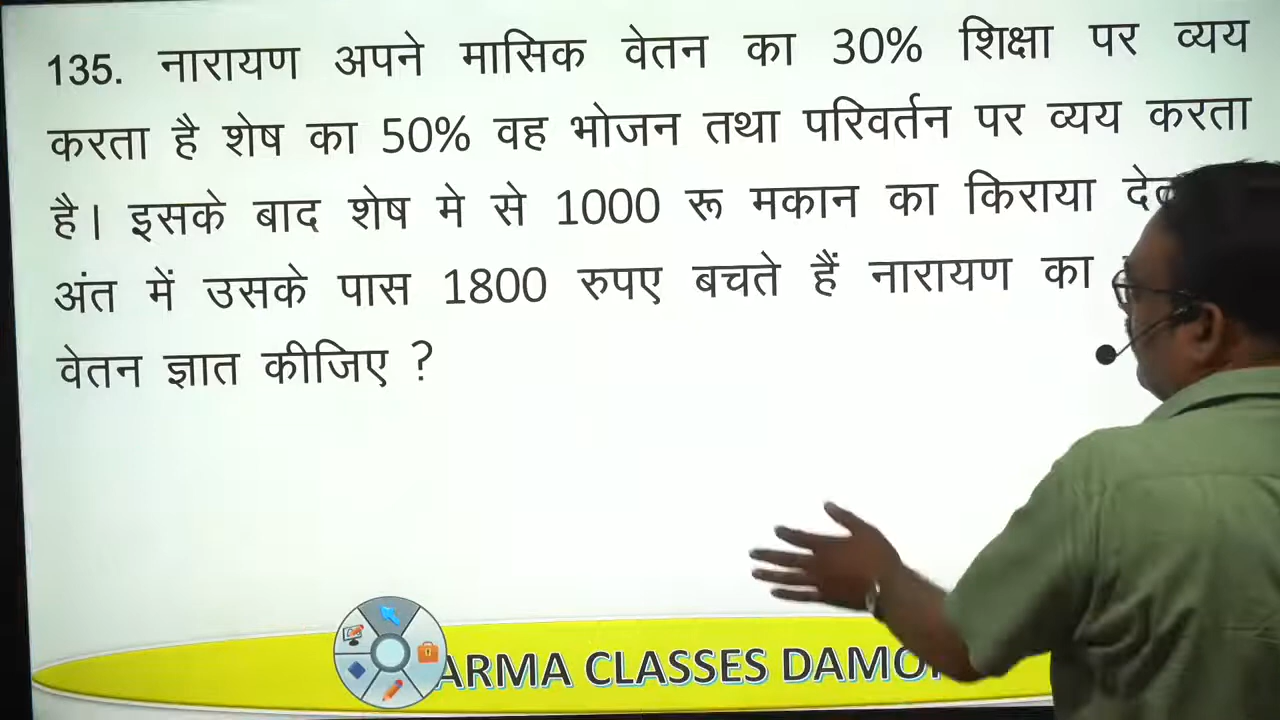 135. नारायण अपने मासिक वेतन का 30% शिक्षा पर व्यय
करता है शेष का 50% वह भोजन तथा परिवर्तन पर व्यय करता
है। इसके बाद शेष मे से 1000 रू मकान का किराया
अंत में उसके पास 1800 रुपए बचते हैं नारायण का
वेतन ज्ञात कीजिए ?
ARMA CLASSES